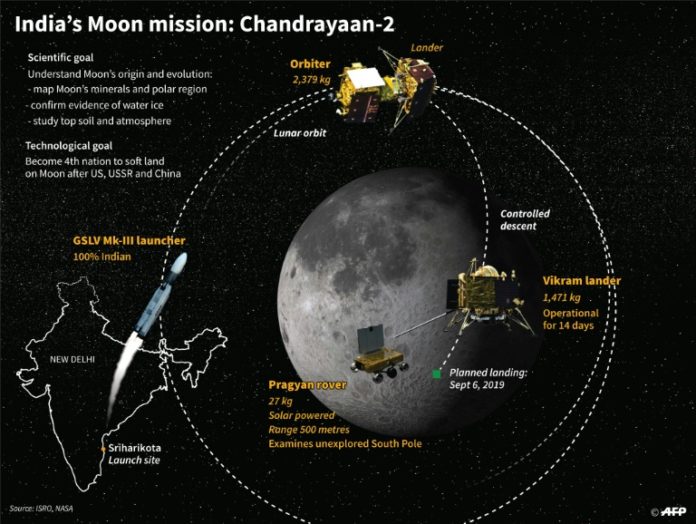 India's Moon mission: Chandrayaan-2
Scientific goal
Understand Moon's origin and evolution:
- map Moon's minerals and polar region
- confirm evidence of water ice
- study top soil and atmosphere
Technological goal
Become 4th nation to soft land
on Moon after US, USSR and China
Orbiter
2,379 kg
Lander
Lunar orbit
Controlled
descent
GSLV Mk-III launcher
100% Indian
Vikram lander
1,471 kg
Operational
for 14 days
NEW DELHI
Planned landing:
Sept 6, 2019
Pragyan rover
27 kg
Solar powered
Range 500 metres
Examines unexplored South Pole
Sriharikota
Launch site
Source: ISRO, NASA
© AFP